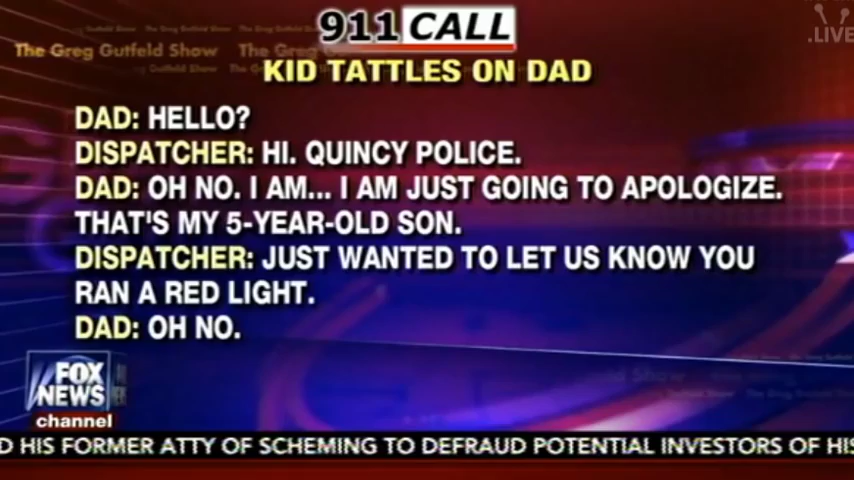 911 CALL
.LIVE
The Greg Gutfeld Show The Greg
KID TATTLES ON DAD
DAD: HELLO?
DISPATCHER: HI. QUINCY POLICE.
DAD: OH NO. I AM... I AM JUST GOING TO APOLOGIZE.
THAT'S MY 5-YEAR-OLD SON.
DISPATCHER: JUST WANTED TO LET US KNOW YOU
RAN A RED LIGHT.
DAD: OH NO.
FOX
NEWS
channel
D HIS FORMER ATTY OF SCHEMING TO DEFRAUD POTENTIAL INVESTORS OF HIS